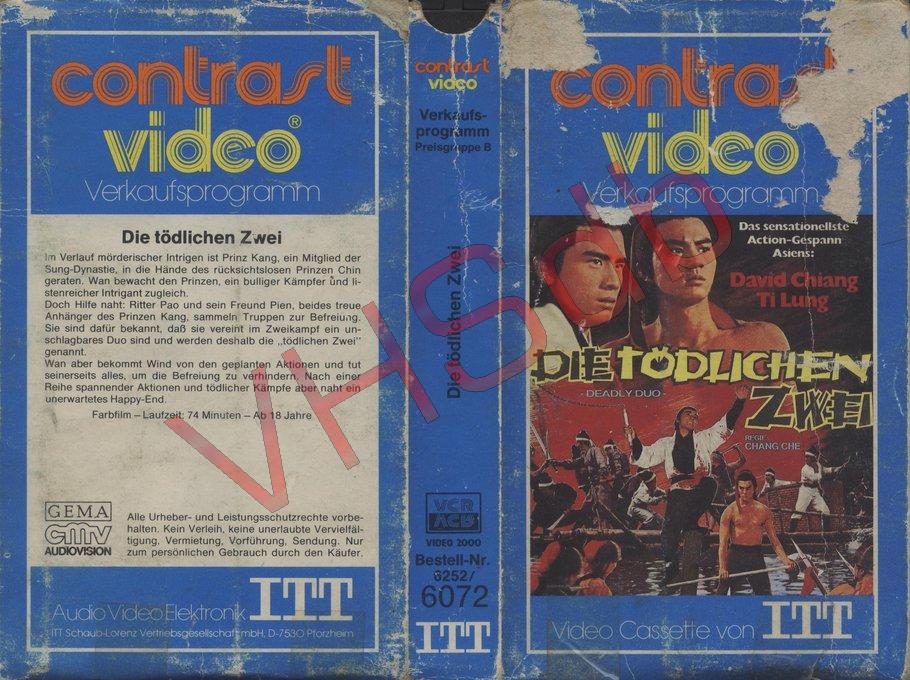 contrast
video®
Verkaufsprogramm
Die tödlichen Zwei
Im Verlauf mörderischer Intrigen ist Prinz Kang, ein Mitglied der
Sung-Dynastie, in die Hände des rücksichtslosen Prinzen Chin
geraten. Wan bewacht den Prinzen, ein bulliger Kämpfer und li-
stenreicher Intrigant zugleich.
Doch Hilfe naht: Ritter Pao und sein Freund Pien, beides treue
Anhänger des Prinzen Kang, sammeln Truppen zur Befreiung.
Sie sind dafür bekannt, daß sie vereint im Zweikampf ein un-
schlagbares Duo sind und werden deshalb die „tödlichen Zwei"
genannt.
Wan aber bekommt Wind von den geplanten Aktionen und tut
seinerseits alles, um die Befreiung zu verhindern. Nach einer
Reihe spannender Aktionen und tödlicher Kämpfe aber naht ein
unerwartetes Happy-End.
Farbfilm – Laufzeit: 74 Minuten – Ab 18 Jahre
GEMA
cmv
AUDIOVISION
Alle Urheber- und Leistungsschutzrechte vorbe-
halten. Kein Verleih, keine unerlaubte Vervielfäl-
tigung, Vermietung, Vorführung, Sendung. Nur
zum persönlichen Gebrauch durch den Käufer.
Audio Video Elektronik ITT
ITT Schaub-Lorenz Vertriebsgesellschaft mbH, D-7530 Pforzheim
contrast
video
Verkaufs-
programm
Preisgruppe B
Die tödlichen Zwei
VCR
VIDEO 2000
Bestell-Nr.
6252/
6072
ITT
contrast
video
Verkaufsprogramm
Das sensationellste
Action-Gespann
Asiens:
David Chiang
Ti Lung
DIE TÖDLICHEN
ZWEI
- DEADLY DUO -
REGIE
CHANG CHE
Video Cassette von ITT
VHSdb